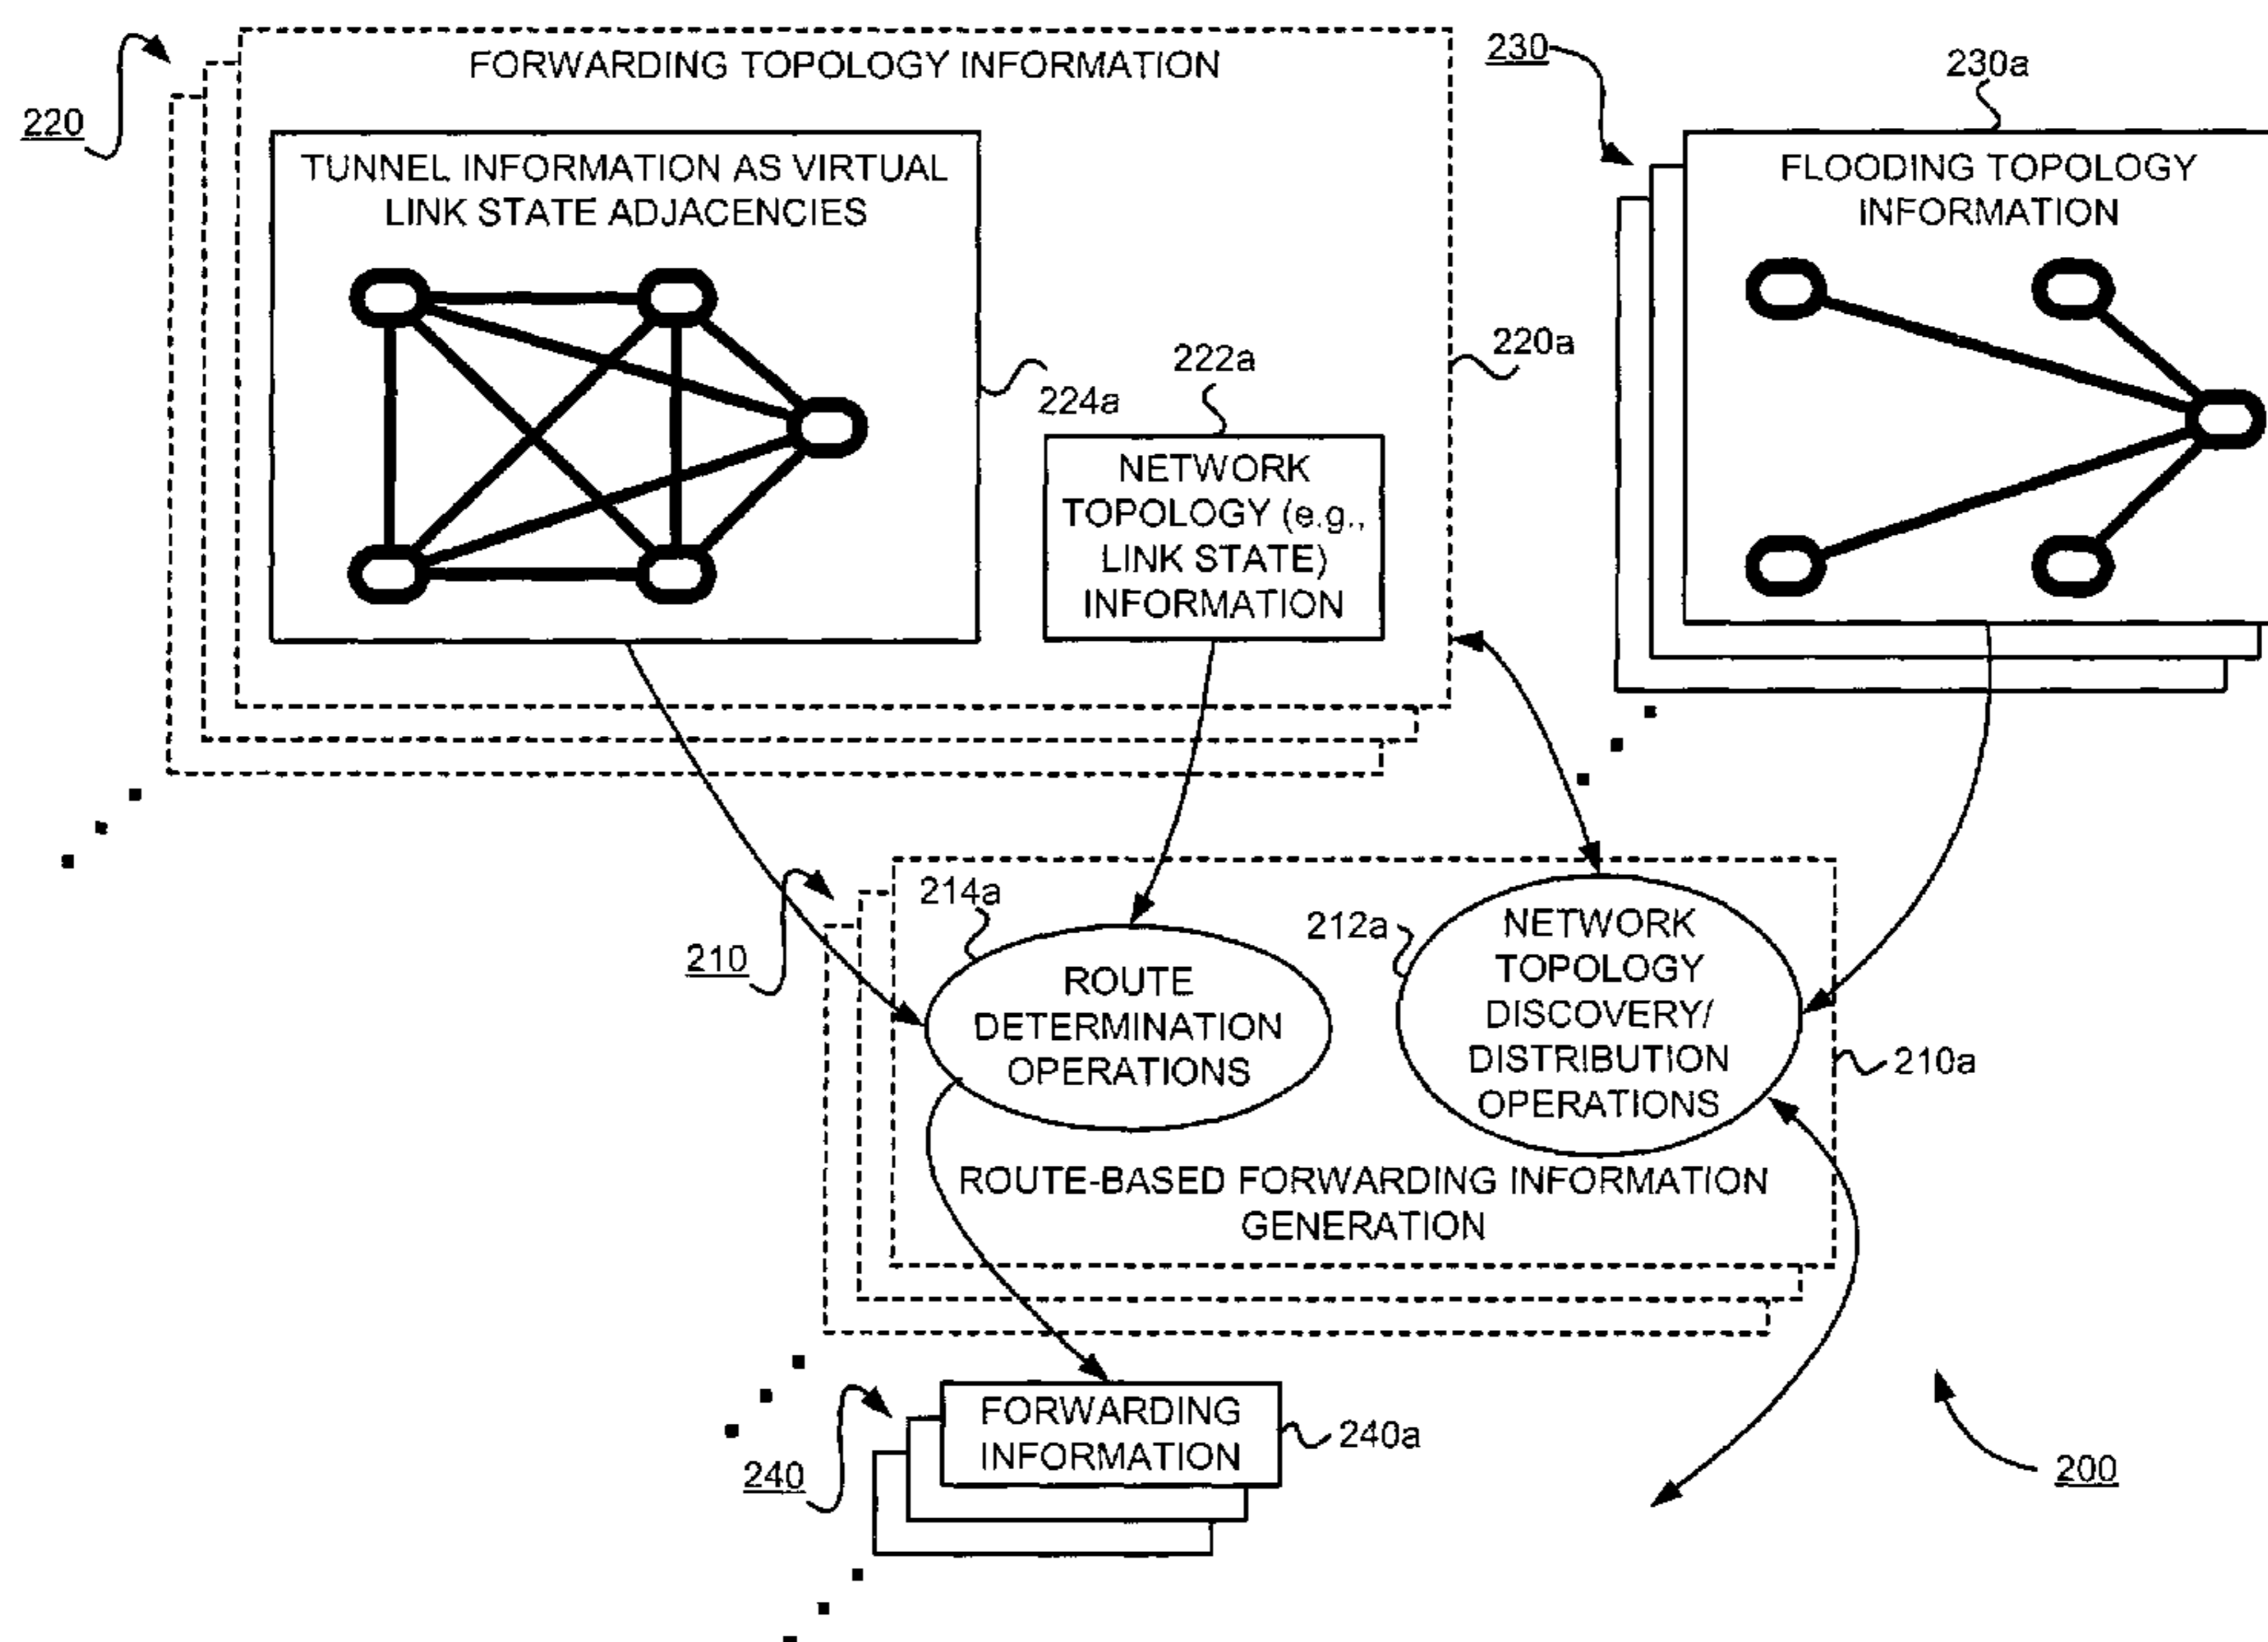 220
FORWARDING TOPOLOGY INFORMATION
TUNNEL INFORMATION AS VIRTUAL
LINK STATE ADJACENCIES
224a
222a
NETWORK
TOPOLOGY (e.g.,
LINK STATE)
INFORMATION
220a
230
230a
FLOODING TOPOLOGY
INFORMATION
210
214a
ROUTE
DETERMINATION
OPERATIONS
212a
NETWORK
TOPOLOGY
DISCOVERY/
DISTRIBUTION
OPERATIONS
210a
ROUTE-BASED FORWARDING INFORMATION
GENERATION
240
FORWARDING
INFORMATION
240a
200